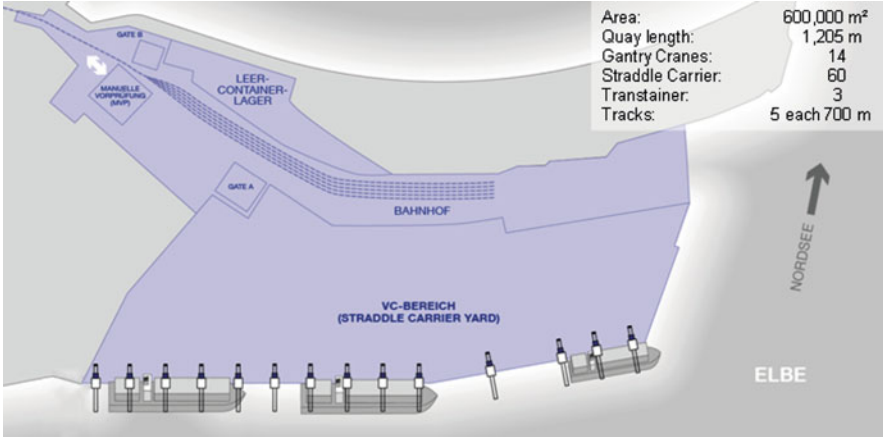 Area: 600,000 m²
Quay length: 1,205 m
Gantry Cranes: 14
Straddle Carrier: 60
Transtainer: 3
Tracks: 5 each 700 m
GATE B
LEER-
CONTAINER-
LAGER
MANUELLE
VORPRÜFUNG
(MVP)
GATE A
BAHNHOF
NORDSEE
VC-BEREICH
(STRADDLE CARRIER YARD)
ELBE